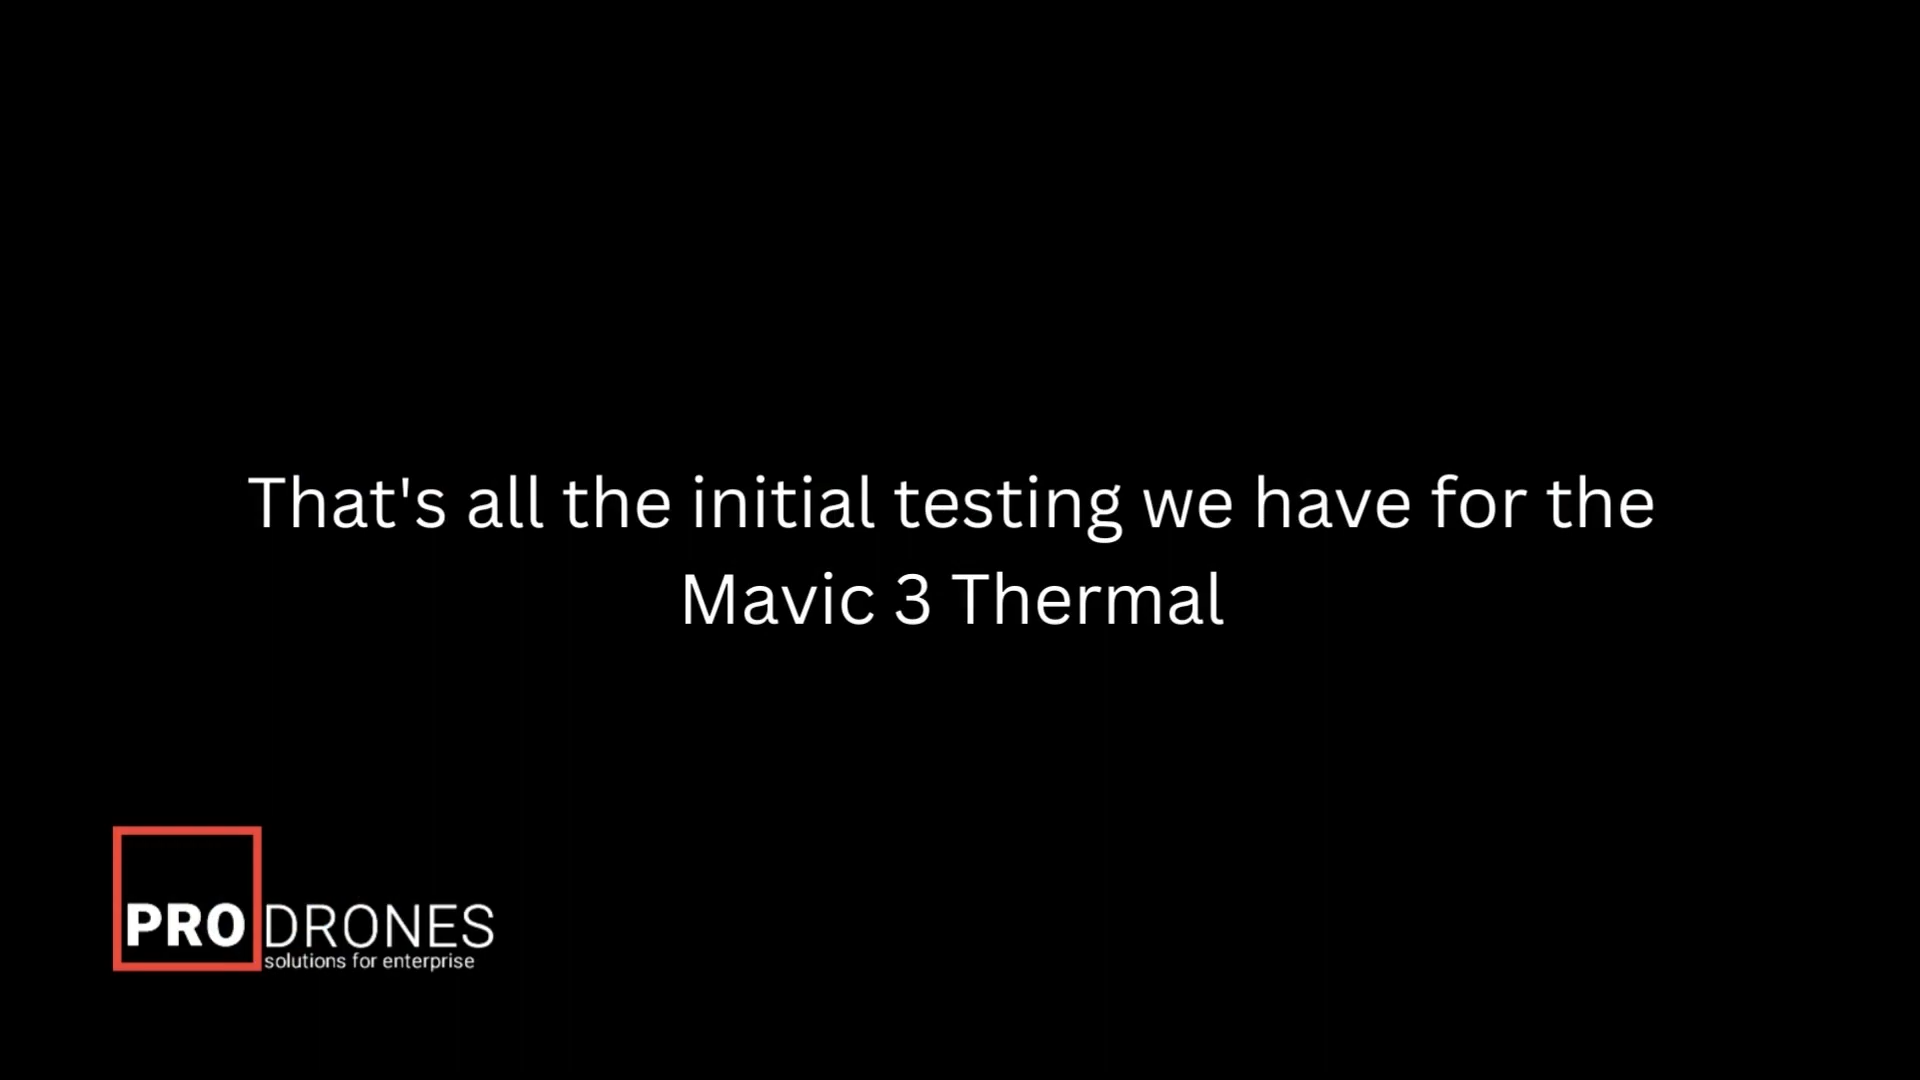 That's all the initial testing we have for the
Mavic 3 Thermal
PRO DRONES
solutions for enterprise